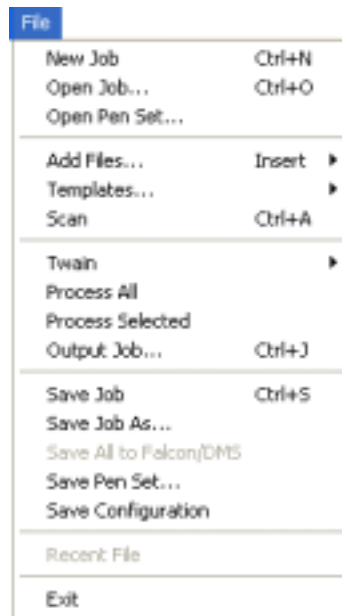 File
New Job Ctrl+N
Open Job... Ctrl+O
Open Pen Set...
Add Files... Insert
Templates...
Scan Ctrl+A
Twain
Process All
Process Selected
Output Job... Ctrl+J
Save Job Ctrl+S
Save Job As...
Save All to Falcon/DMS
Save Pen Set...
Save Configuration
Recent File
Exit